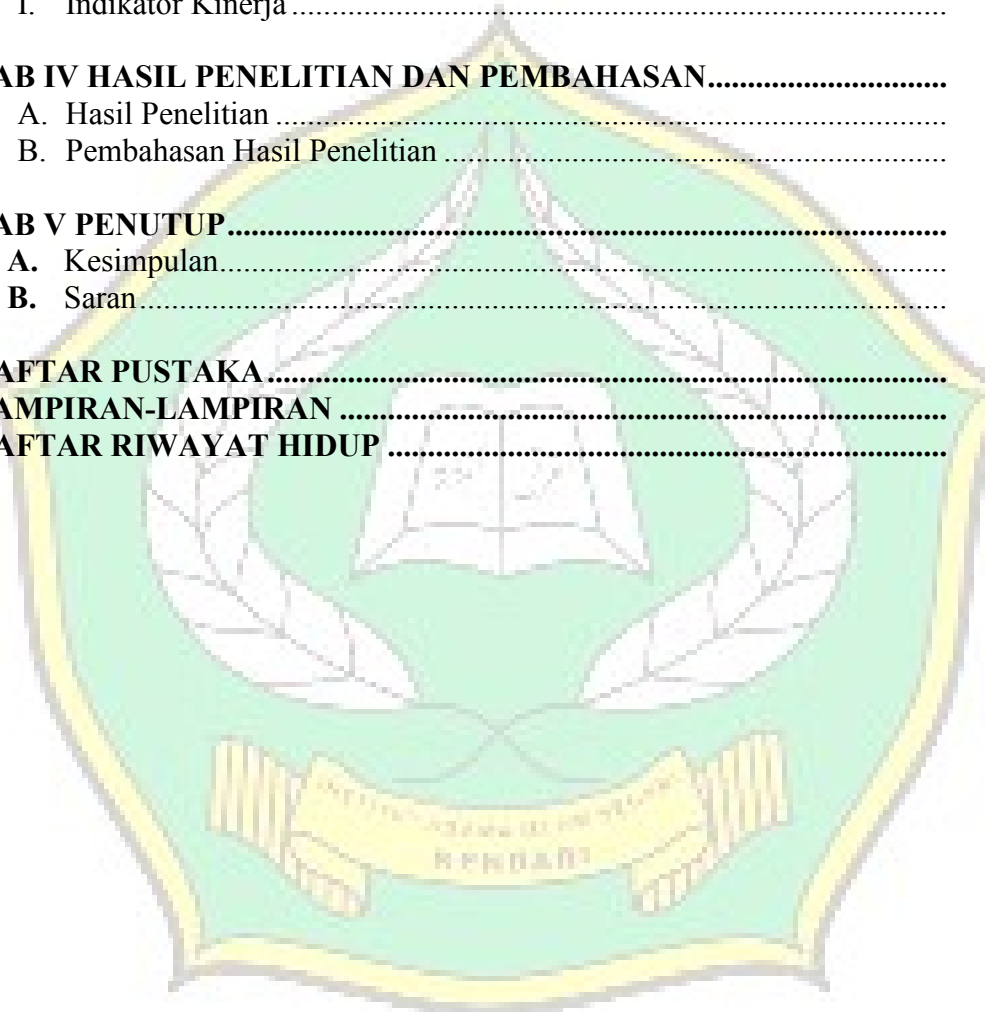 I. Indikator Kinerja ..................................................................................
AB IV HASIL PENELITIAN DAN PEMBAHASAN..............................
A. Hasil Penelitian ....................................................................................
B. Pembahasan Hasil Penelitian ...............................................................
AB V PENUTUP..........................................................................................
A. Kesimpulan...........................................................................................
B. Saran.....................................................................................................
AFTAR PUSTAKA.....................................................................................
AMPIRAN-LAMPIRAN ............................................................................
AFTAR RIWAYAT HIDUP ......................................................................
KENDARI